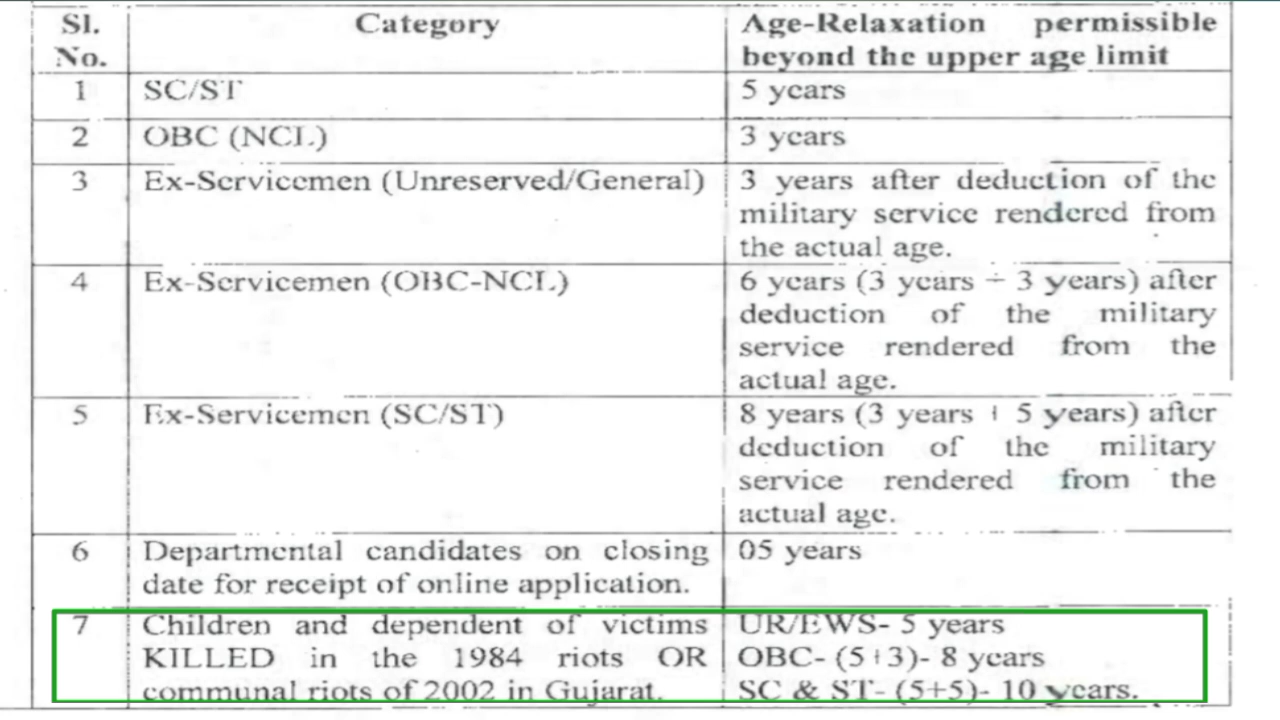 Sl. No.
Category
Age-Relaxation permissible
beyond the upper age limit
1
SC/ST
5 years
2
OBC (NCL)
3 years
3
Ex-Servicemen (Unreserved/General)
3 years after deduction of the
military service rendered from
the actual age.
4
Ex-Servicemen (OBC-NCL)
6 years (3 years + 3 years) after
deduction of the military
service rendered from the
actual age.
5
Ex-Servicemen (SC/ST)
8 years (3 years + 5 years) after
deduction of the military
service rendered from the
actual age.
6
Departmental candidates on closing
date for receipt of online application.
05 years
7
Children and dependent of victims
KILLED in the 1984 riots OR
communal riots of 2002 in Gujarat.
UR/EWS- 5 years
OBC- (5+3)- 8 years
SC & ST- (5+5)- 10 years.